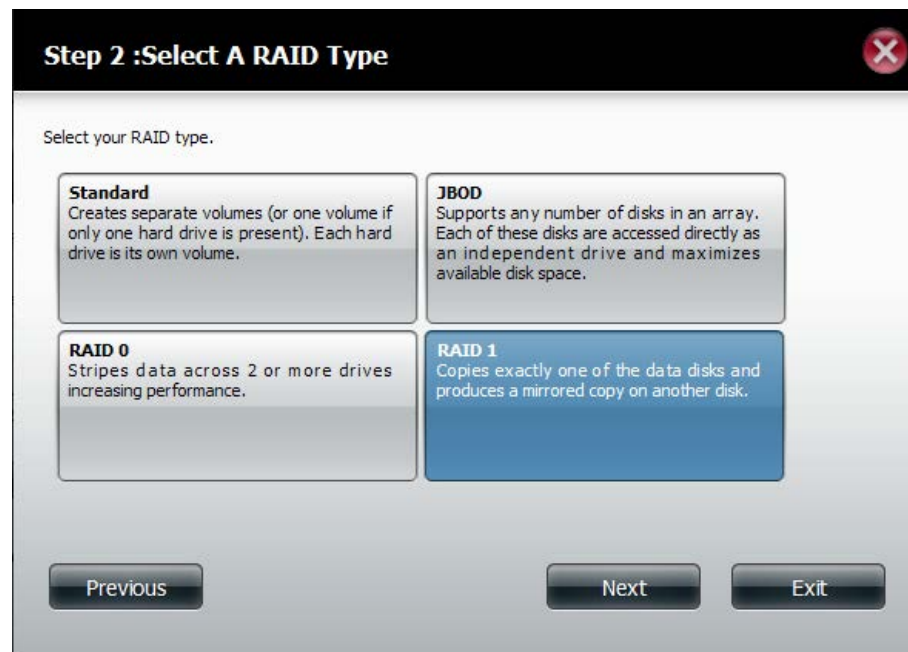 Step 2 :Select A RAID Type
Select your RAID type.
Standard
Creates separate volumes (or one volume if
only one hard drive is present). Each hard
drive is its own volume.
JBOD
Supports any number of disks in an array.
Each of these disks are accessed directly as
an independent drive and maximizes
available disk space.
RAID 0
Stripes data across 2 or more drives
increasing performance.
RAID 1
Copies exactly one of the data disks and
produces a mirrored copy on another disk.
Previous
Next
Exit